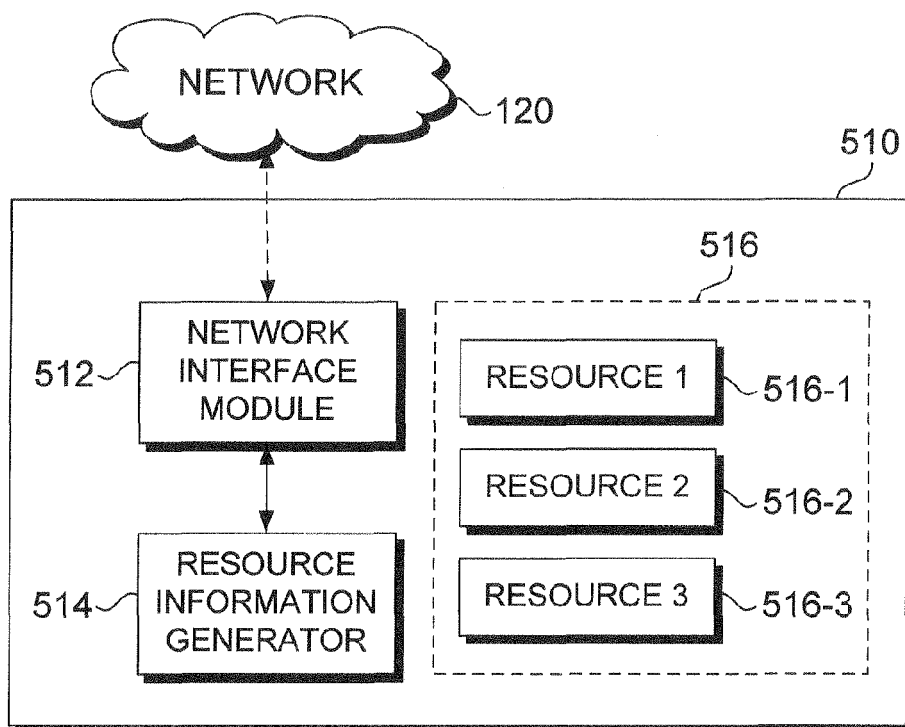 NETWORK
120
510
516
NETWORK
INTERFACE
MODULE
512
RESOURCE 1
516-1
RESOURCE 2
516-2
RESOURCE
INFORMATION
GENERATOR
514
RESOURCE 3
516-3